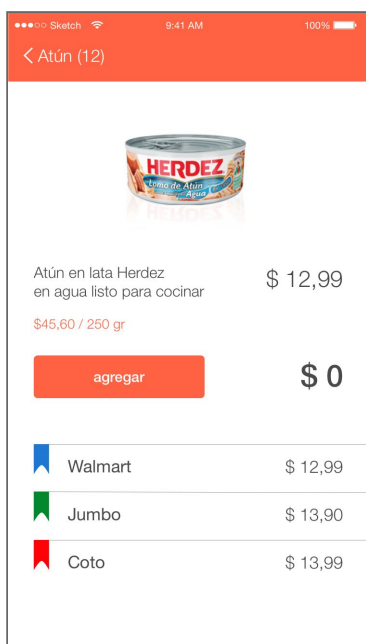 Sketch 9:41 AM 100%
Atún (12)
HERDEZ
Lomo de Atún
en Agua
Atún en lata Herdez $ 12,99
en agua listo para cocinar
$45,60 / 250 gr
agregar $ 0
Walmart $ 12,99
Jumbo $ 13,90
Coto $ 13,99